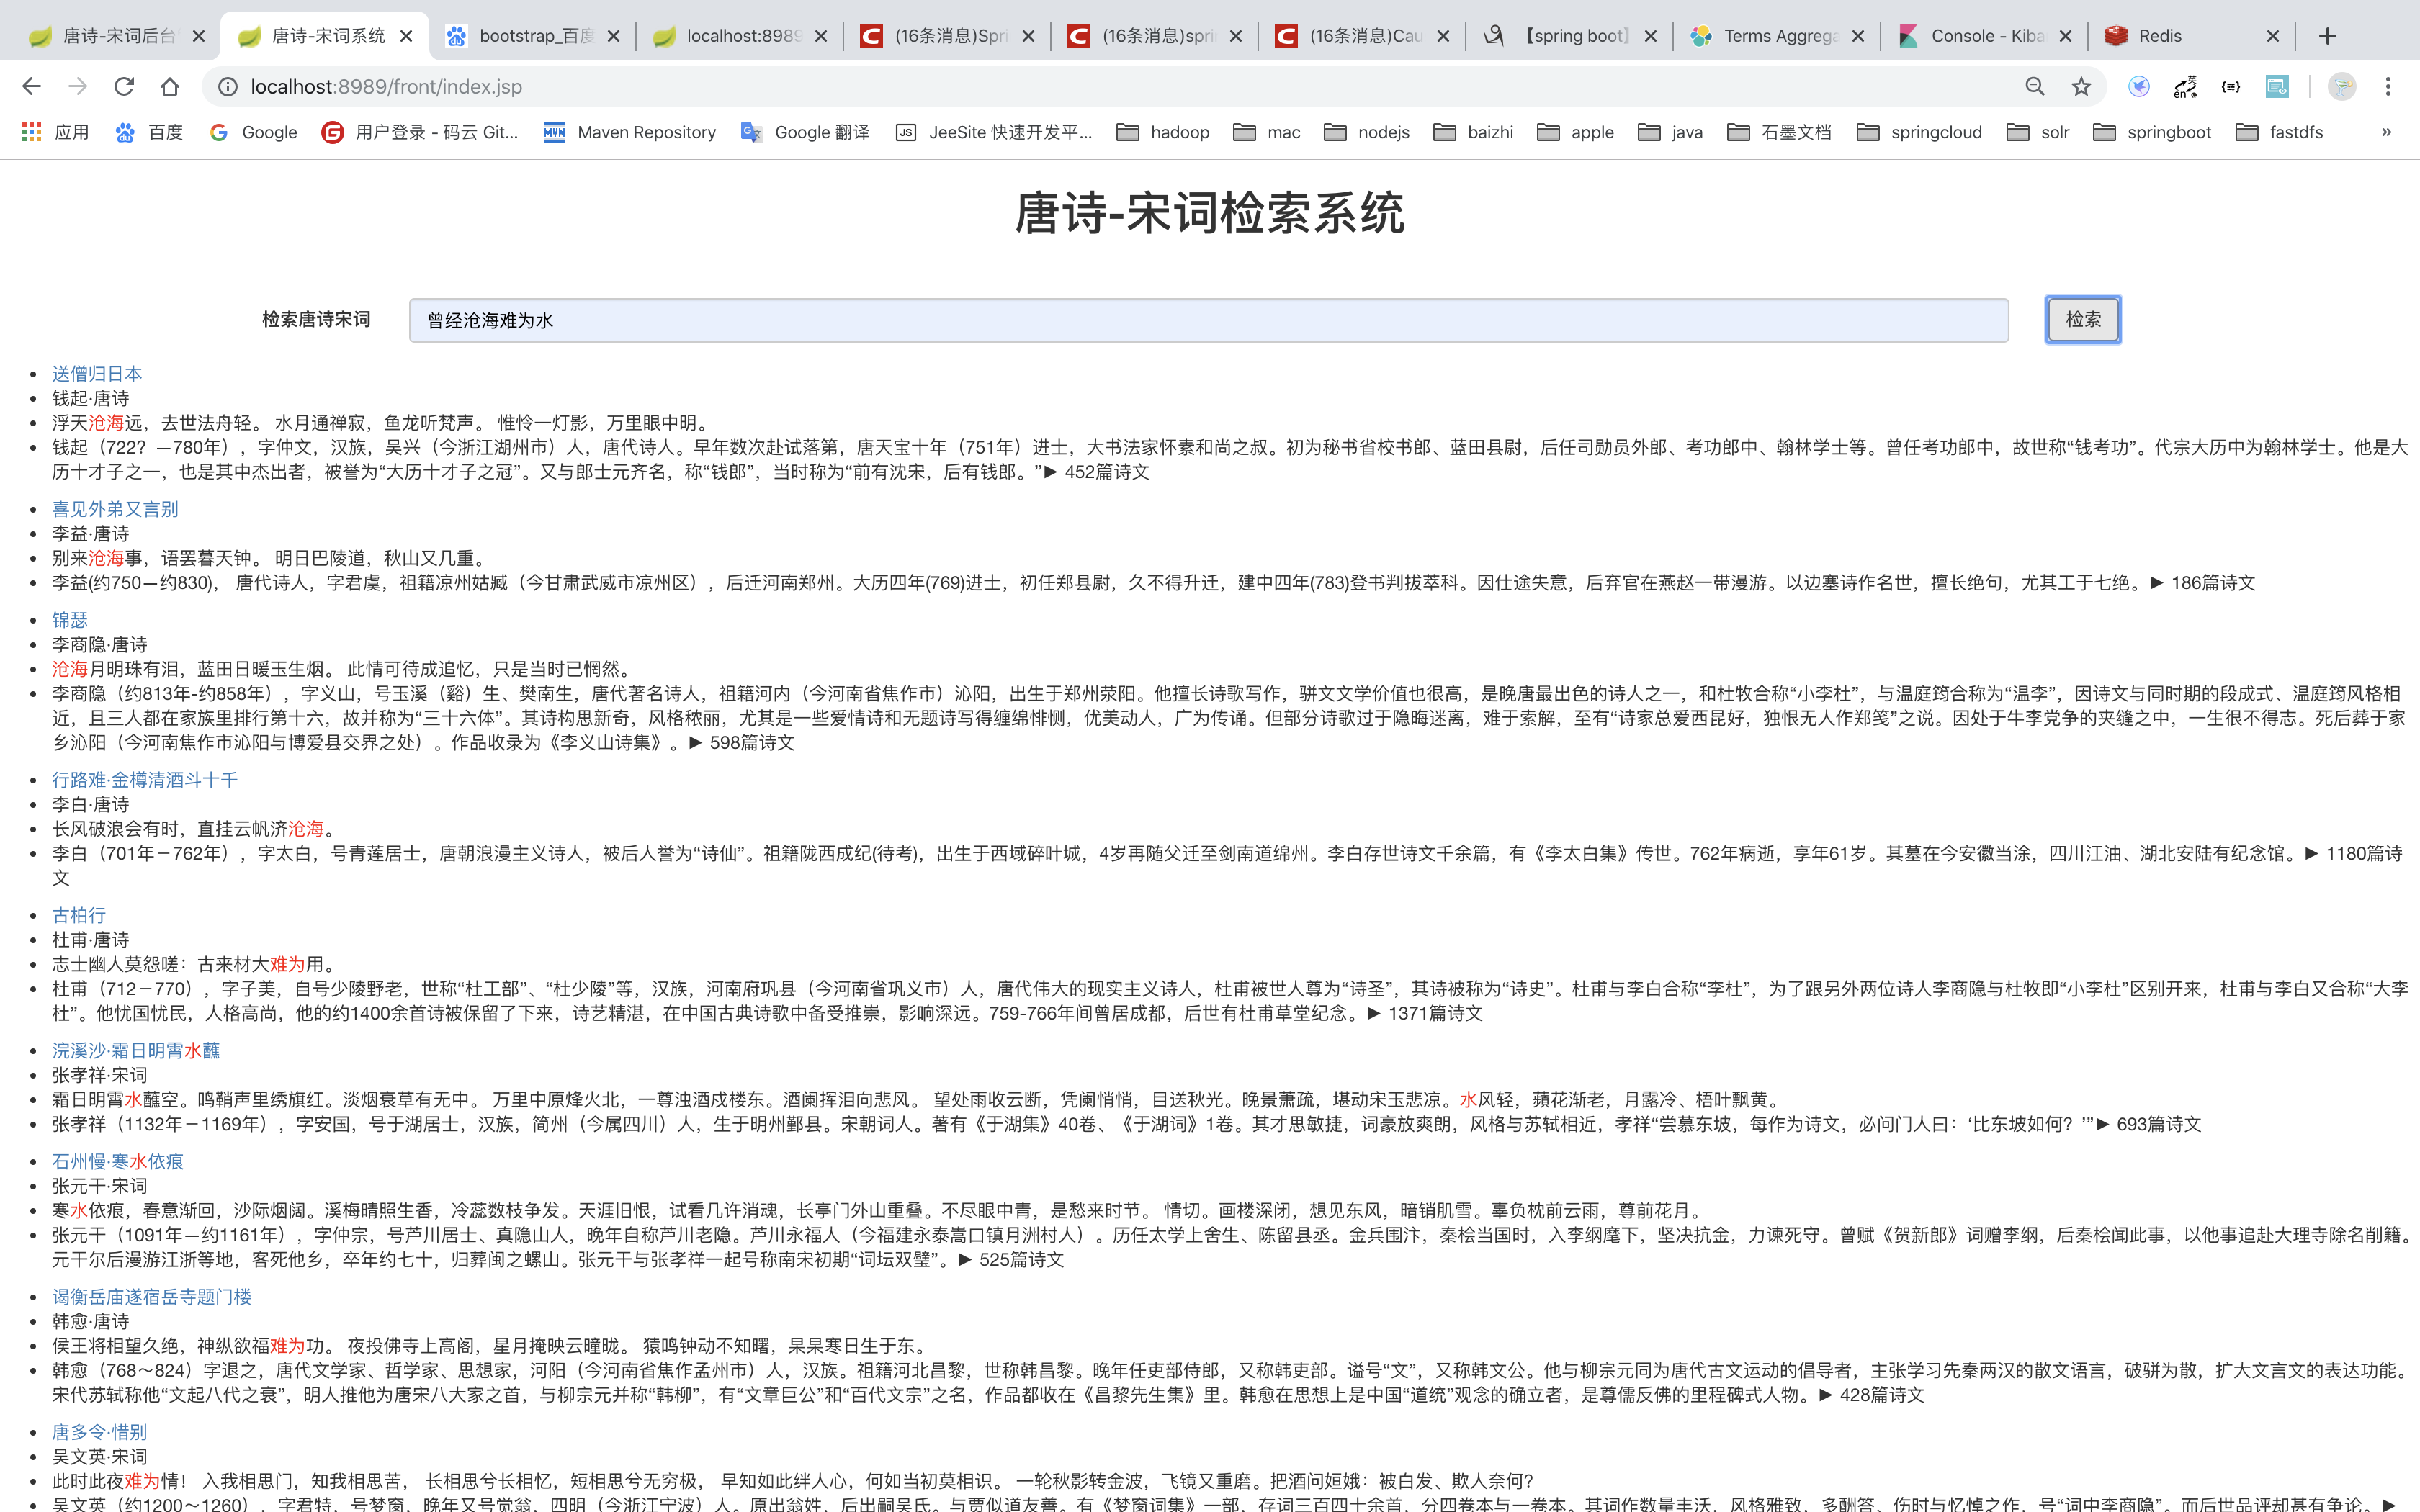 唐诗-宋词后台
唐诗-宋词系统
bootstrap_百度
localhost:8989
(16条消息)Spri
(16条消息)spri
(16条消息)Cau
【spring boot】
Terms Aggrega
Console - Kiba
Redis
localhost:8989/front/index.jsp
应用
百度
Google
用户登录 - 码云 Git...
Maven Repository
Google 翻译
JeeSite 快速开发平...
hadoop
mac
nodejs
baizhi
apple
java
石墨文档
springcloud
solr
springboot
fastdfs
»
唐诗-宋词检索系统
检索唐诗宋词
曾经沧海难为水
检索
送僧归日本
钱起·唐诗
浮天沧海远，去世法舟轻。 水月通禅寂，鱼龙听梵声。 惟怜一灯影，万里眼中明。
钱起（722？—780年），字仲文，汉族，吴兴（今浙江湖州市）人，唐代诗人。早年数次赴试落第，唐天宝十年（751年）进士，大书法家怀素和尚之叔。初为秘书省校书郎、蓝田县尉，后任司勋员外郎、考功郎中、翰林学士等。曾任考功郎中，故世称“钱考功”。代宗大历中为翰林学士。他是大
历十才子之一，也是其中杰出者，被誉为“大历十才子之冠”。又与郎士元齐名，称“钱郎”，当时称为“前有沈宋，后有钱郎。”► 452篇诗文
喜见外弟又言别
李益·唐诗
别来沧海事，语罢暮天钟。 明日巴陵道，秋山又几重。
李益(约750—约830)， 唐代诗人，字君虞，祖籍凉州姑臧（今甘肃武威市凉州区），后迁河南郑州。大历四年(769)进士，初任郑县尉，久不得升迁，建中四年(783)登书判拔萃科。因仕途失意，后弃官在燕赵一带漫游。以边塞诗作名世，擅长绝句，尤其工于七绝。► 186篇诗文
锦瑟
李商隐·唐诗
沧海月明珠有泪，蓝田日暖玉生烟。 此情可待成追忆，只是当时已惘然。
李商隐（约813年-约858年），字义山，号玉溪（谿）生、樊南生，唐代著名诗人，祖籍河内（今河南省焦作市）沁阳，出生于郑州荥阳。他擅长诗歌写作，骈文文学价值也很高，是晚唐最出色的诗人之一，和杜牧合称“小李杜”，与温庭筠合称为“温李”，因诗文与同时期的段成式、温庭筠风格相
近，且三人都在家族里排行第十六，故并称为“三十六体”。其诗构思新奇，风格秾丽，尤其是一些爱情诗和无题诗写得缠绵悱恻，优美动人，广为传诵。但部分诗歌过于隐晦迷离，难于索解，至有“诗家总爱西昆好，独恨无人作郑笺”之说。因处于牛李党争的夹缝之中，一生很不得志。死后葬于家
乡沁阳（今河南焦作市沁阳与博爱县交界之处）。作品收录为《李义山诗集》。► 598篇诗文
行路难·金樽清酒斗十千
李白·唐诗
长风破浪会有时，直挂云帆济沧海。
李白（701年－762年），字太白，号青莲居士，唐朝浪漫主义诗人，被后人誉为“诗仙”。祖籍陇西成纪(待考)，出生于西域碎叶城，4岁再随父迁至剑南道绵州。李白存世诗文千余篇，有《李太白集》传世。762年病逝，享年61岁。其墓在今安徽当涂，四川江油、湖北安陆有纪念馆。► 1180篇诗
文
古柏行
杜甫·唐诗
志士幽人莫怨嗟：古来材大难为用。
杜甫（712－770），字子美，自号少陵野老，世称“杜工部”、“杜少陵”等，汉族，河南府巩县（今河南省巩义市）人，唐代伟大的现实主义诗人，杜甫被世人尊为“诗圣”，其诗被称为“诗史”。杜甫与李白合称“李杜”，为了跟另外两位诗人李商隐与杜牧即“小李杜”区别开来，杜甫与李白又合称“大李
杜”。他忧国忧民，人格高尚，他的约1400余首诗被保留了下来，诗艺精湛，在中国古典诗歌中备受推崇，影响深远。759-766年间曾居成都，后世有杜甫草堂纪念。► 1371篇诗文
浣溪沙·霜日明霄水蘸
张孝祥·宋词
霜日明霄水蘸空。鸣鞘声里绣旗红。淡烟衰草有无中。 万里中原烽火北，一尊浊酒戍楼东。酒阑挥泪向悲风。 望处雨收云断，凭阑悄悄，目送秋光。晚景萧疏，堪动宋玉悲凉。水风轻，蘋花渐老，月露冷、梧叶飘黄。
张孝祥（1132年－1169年），字安国，号于湖居士，汉族，简州（今属四川）人，生于明州鄞县。宋朝词人。著有《于湖集》40卷、《于湖词》1卷。其才思敏捷，词豪放爽朗，风格与苏轼相近，孝祥“尝慕东坡，每作为诗文，必问门人曰：‘比东坡如何？’”► 693篇诗文
石州慢·寒水依痕
张元干·宋词
寒水依痕，春意渐回，沙际烟阔。溪梅晴照生香，冷蕊数枝争发。天涯旧恨，试看几许消魂，长亭门外山重叠。不尽眼中青，是愁来时节。 情切。画楼深闭，想见东风，暗销肌雪。辜负枕前云雨，尊前花月。
张元干（1091年—约1161年），字仲宗，号芦川居士、真隐山人，晚年自称芦川老隐。芦川永福人（今福建永泰嵩口镇月洲村人）。历任太学上舍生、陈留县丞。金兵围汴，秦桧当国时，入李纲麾下，坚决抗金，力谏死守。曾赋《贺新郎》词赠李纲，后秦桧闻此事，以他事追赴大理寺除名削籍。
元干尔后漫游江浙等地，客死他乡，卒年约七十，归葬闽之螺山。张元干与张孝祥一起号称南宋初期“词坛双璧”。► 525篇诗文
谒衡岳庙遂宿岳寺题门楼
韩愈·唐诗
侯王将相望久绝，神纵欲福难为功。 夜投佛寺上高阁，星月掩映云曈昽。 猿鸣钟动不知曙，杲杲寒日生于东。
韩愈（768～824）字退之，唐代文学家、哲学家、思想家，河阳（今河南省焦作孟州市）人，汉族。祖籍河北昌黎，世称韩昌黎。晚年任吏部侍郎，又称韩吏部。谥号“文”，又称韩文公。他与柳宗元同为唐代古文运动的倡导者，主张学习先秦两汉的散文语言，破骈为散，扩大文言文的表达功能。
宋代苏轼称他“文起八代之衰”，明人推他为唐宋八大家之首，与柳宗元并称“韩柳”，有“文章巨公”和“百代文宗”之名，作品都收在《昌黎先生集》里。韩愈在思想上是中国“道统”观念的确立者，是尊儒反佛的里程碑式人物。► 428篇诗文
唐多令·惜别
吴文英·宋词
此时此夜难为情！ 入我相思门，知我相思苦， 长相思兮长相忆，短相思兮无穷极， 早知如此绊人心，何如当初莫相识。 一轮秋影转金波，飞镜又重磨。把酒问姮娥：被白发、欺人奈何？
吴文英（约1200～1260），字君特，号梦窗，晚年又号觉翁，四明（今浙江宁波）人。原出翁姓，后出嗣吴氏。与贾似道友善。有《梦窗词集》一部，存词三百四十余首，分四卷本与一卷本。其词作数量丰沃，风格雅致，多酬答、伤时与忆悼之作，号“词中李商隐”。而后世品评却甚有争论。►